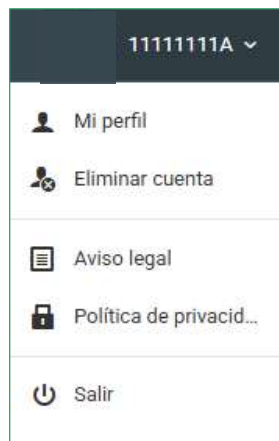 11111111A
Mi perfil
Eliminar cuenta
Aviso legal
Política de privacid...
Salir